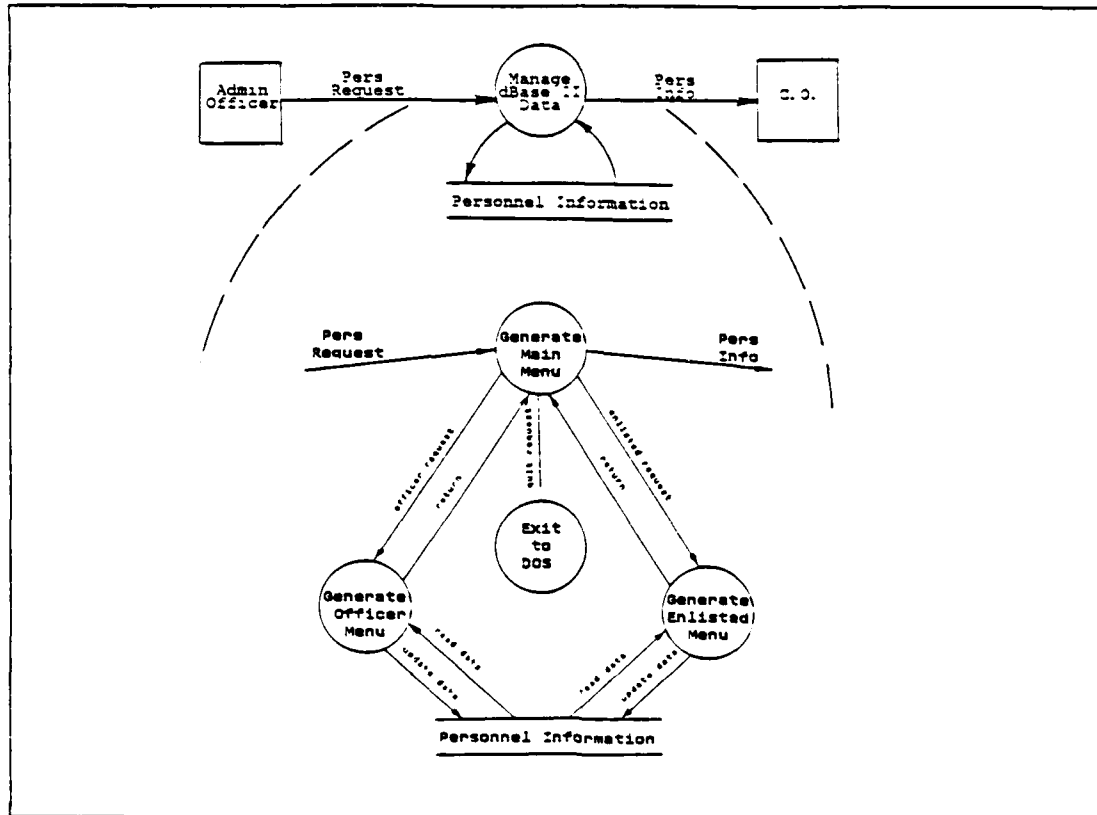 Admin
Officer
Pers
Request
Manage
dBase II
Data
Pers
Info
C.O.
Personnel Information
Pers
Request
Generate
Main
Menu
Pers
Info
officer request
return
quit request
return
enlisted request
Exit
to
DOS
Generate
Officer
Menu
Generate
Enlisted
Menu
read data
update data
read data
update data
Personnel Information